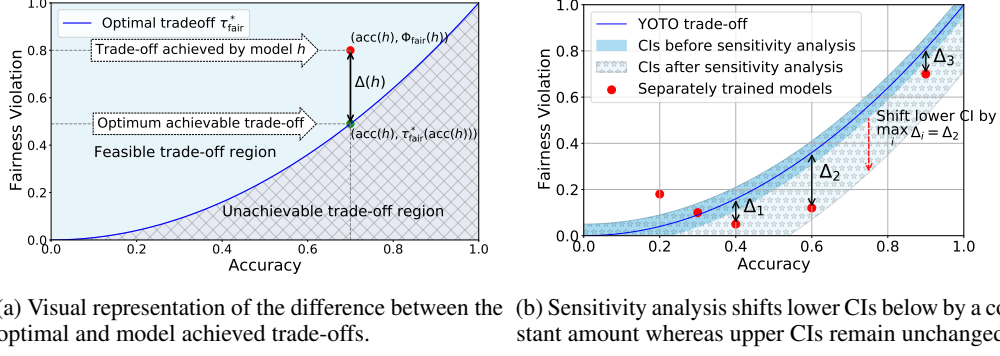 Fairness Violation
1.0
0.8
0.6
0.4
0.2
0.0
Optimal tradeoff τ*fair
Trade-off achieved by model h
(acc(h), Φfair(h))
Δ(h)
Optimum achievable trade-off
(acc(h), τ*fair(acc(h)))
Feasible trade-off region
Unachievable trade-off region
0.0 0.2 0.4 0.6 0.8 1.0
Accuracy
(a) Visual representation of the difference between the
optimal and model achieved trade-offs.
Fairness Violation
1.0
0.8
0.6
0.4
0.2
0.0
YOTO trade-off
CIs before sensitivity analysis
CIs after sensitivity analysis
Separately trained models
Δ3
Shift lower CI by
max i Δi = Δ2
Δ2
Δ1
0.0 0.2 0.4 0.6 0.8 1.0
Accuracy
(b) Sensitivity analysis shifts lower CIs below by a co
stant amount whereas upper CIs remain unchanged